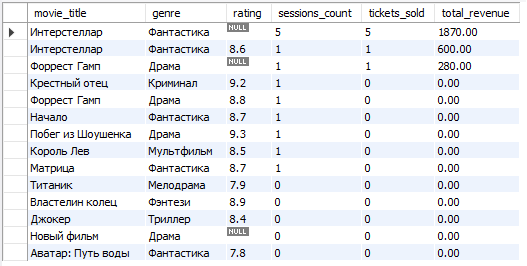 movie_title genre rating sessions_count tickets_sold total_revenue
Интерстеллар Фантастика NULL 5 5 1870.00
Интерстеллар Фантастика 8.6 1 1 600.00
Форрест Гамп Драма NULL 1 1 280.00
Крестный отец Криминал 9.2 1 0 0.00
Форрест Гамп Драма 8.8 1 0 0.00
Начало Фантастика 8.7 1 0 0.00
Побег из Шоушенка Драма 9.3 1 0 0.00
Король Лев Мультфильм 8.5 1 0 0.00
Матрица Фантастика 8.7 1 0 0.00
Титаник Мелодрама 7.9 0 0 0.00
Властелин колец Фэнтези 8.9 0 0 0.00
Джокер Триллер 8.4 0 0 0.00
Новый фильм Драма NULL 0 0 0.00
Аватар: Путь воды Фантастика 7.8 0 0 0.00